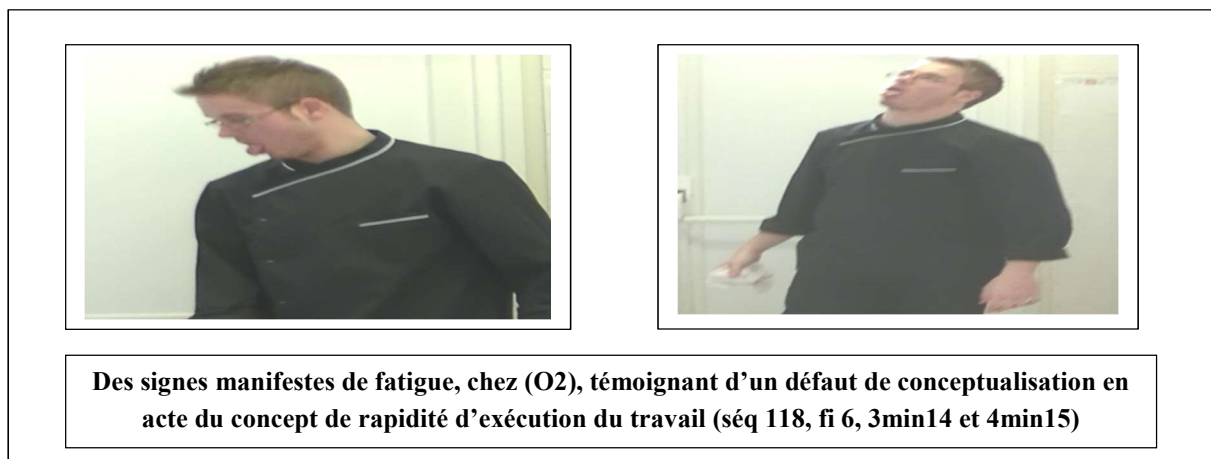 Des signes manifestes de fatigue, chez (O2), témoignant d’un défaut de conceptualisation en
acte du concept de rapidité d’exécution du travail (séq 118, fi 6, 3min14 et 4min15)